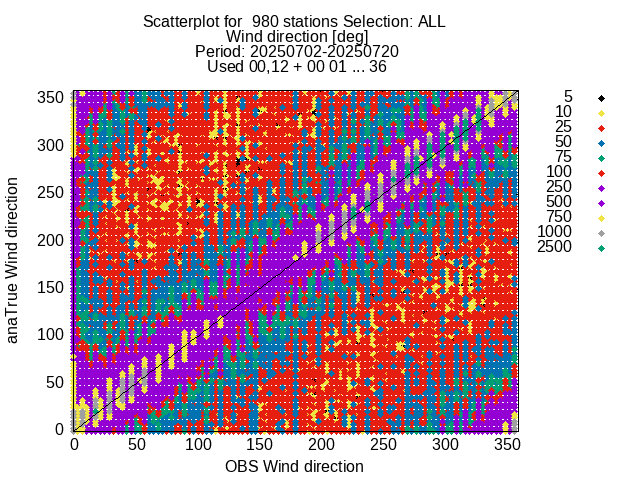 Scatterplot for  980 stations Selection: ALL
Wind direction [deg]
Period: 20250702-20250720
Used 00,12 + 00 01 ... 36
anaTrue Wind direction
350
300
250
200
150
100
50
0
0 50 100 150 200 250 300 350
OBS Wind direction
5
10
25
50
75
100
250
500
750
1000
2500